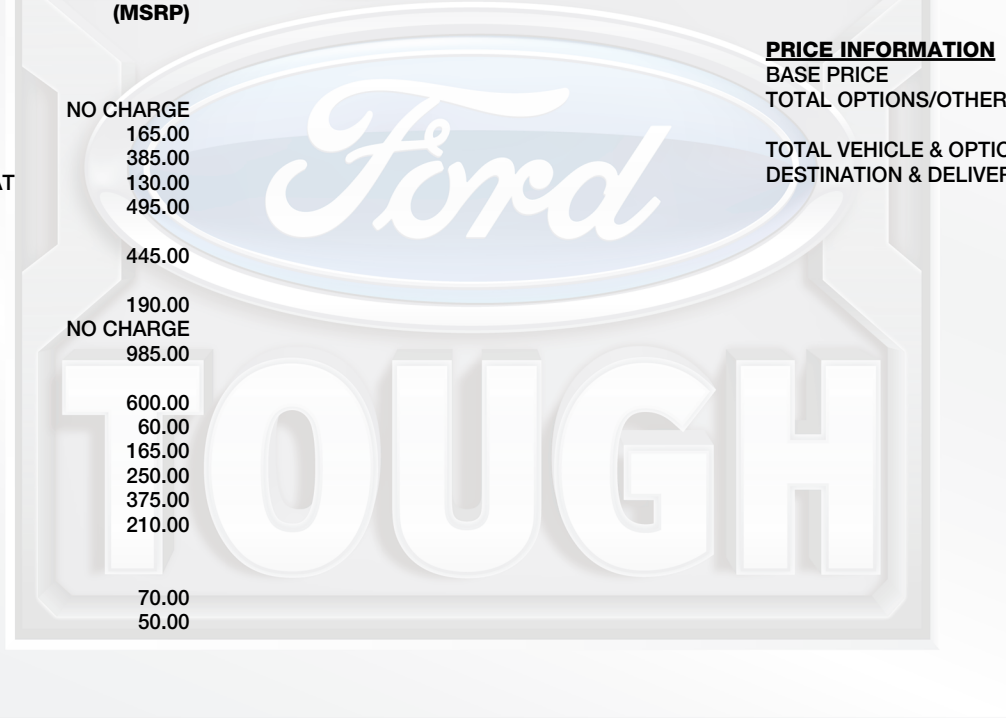 (MSRP)
NO CHARGE
165.00
385.00
AT
130.00
495.00
445.00
190.00
NO CHARGE
985.00
600.00
60.00
165.00
250.00
375.00
210.00
70.00
50.00
PRICE INFORMATION
BASE PRICE
TOTAL OPTIONS/OTHER
TOTAL VEHICLE & OPTIO
DESTINATION & DELIVER
Ford
TOUGH